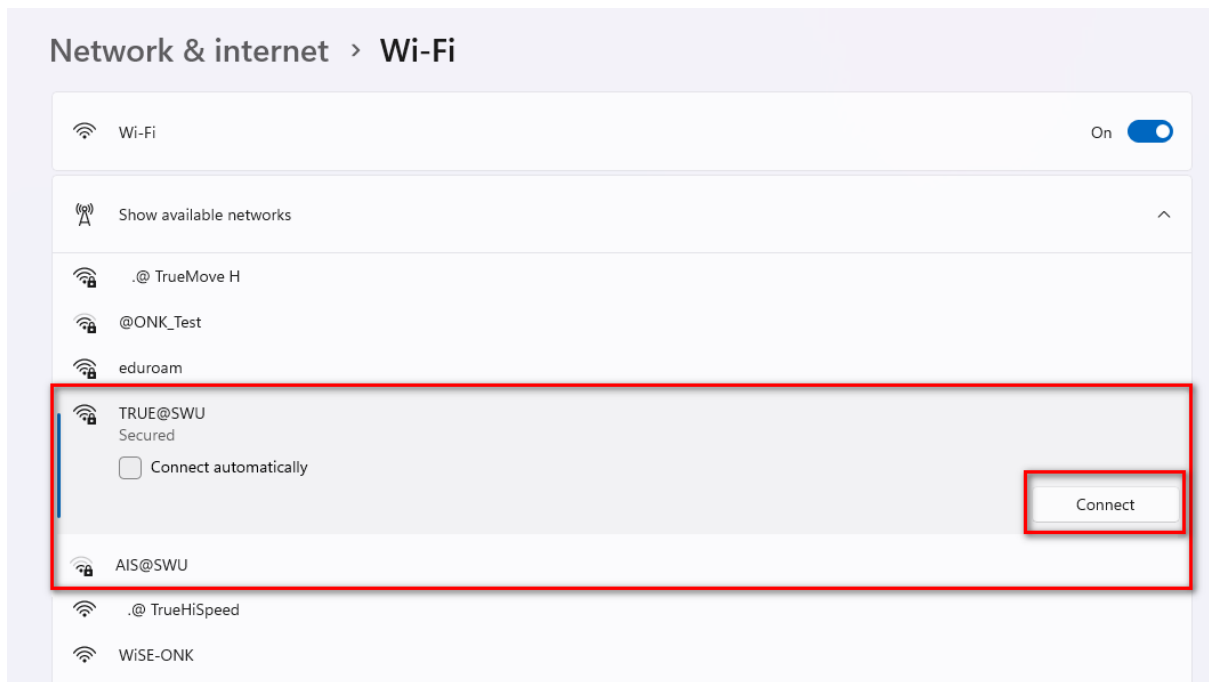 Network & internet > Wi-Fi
Wi-Fi On
Show available networks
.@ TrueMove H
@ONK_Test
eduroam
TRUE@SWU
Secured
Connect automatically
Connect
AIS@SWU
.@ TrueHiSpeed
WiSE-ONK